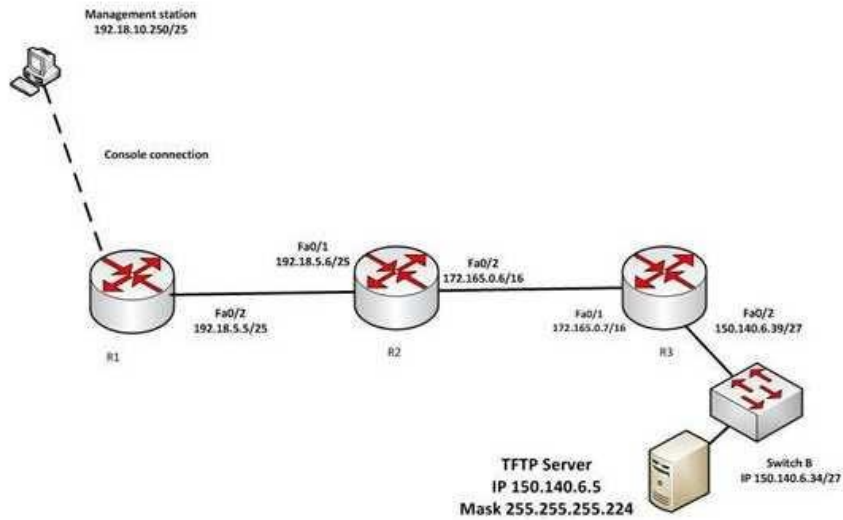 Management station
192.18.10.250/25
Console connection
Fa0/1
192.18.5.6/25
Fa0/2
172.165.0.6/16
Fa0/2
192.18.5.5/25
Fa0/1
172.165.0.7/16
Fa0/2
150.140.6.39/27
R1
R2
R3
TFTP Server
IP 150.140.6.5
Mask 255.255.255.224
Switch B
IP 150.140.6.34/27